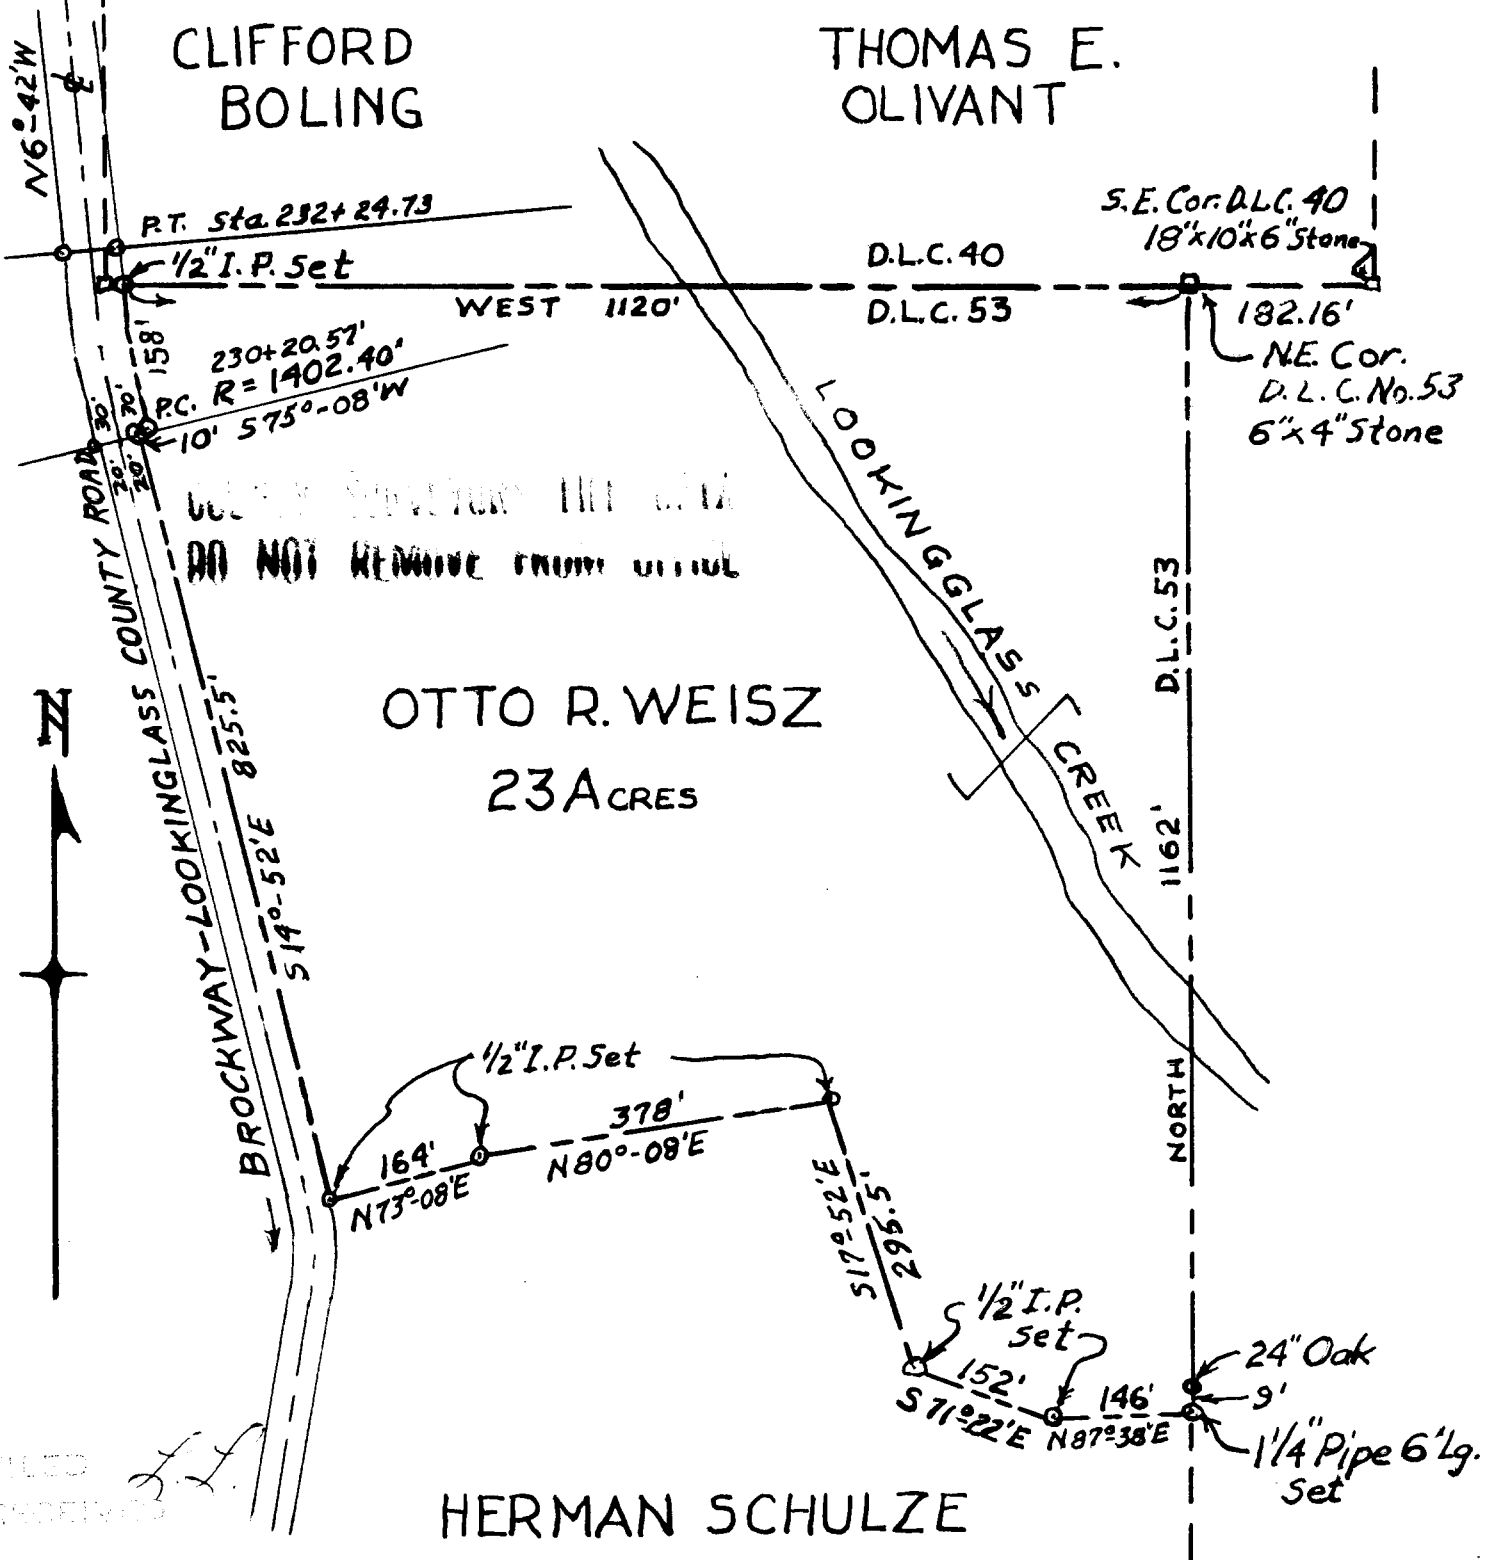 CLIFFORD
BOLING
THOMAS E.
OLIVANT
N6°-42'W
P.T. Sta. 232+24.73
1/2" I.P. Set
S.E. Cor. D.L.C. 40
18"x10"x6" Stone
D.L.C. 40
WEST 1120'
D.L.C. 53
182.16'
N.E. Cor.
D.L.C. No. 53
6"x4" Stone
158'
230+20.57'
P.C. R = 1402.40'
10' S75°-08'W
30' 30'
20' 20'
DO NOT REMOVE FROM OFFICE
LOOKINGGLASS
CREEK
D.L.C. 53
1162'
NORTH
N
OTTO R. WEISZ
23 ACRES
BROCKWAY-LOOKINGLASS COUNTY ROAD
S14°-52'E 825.5'
1/2" I.P. Set
164'
N73°-08'E
378'
N80°-08'E
S17°-52'E
295.5'
1/2" I.P.
Set
152'
S71°-22'E
146'
N87°-38'E
24" Oak
9'
1 1/4" Pipe 6' Lg.
Set
HERMAN SCHULZE